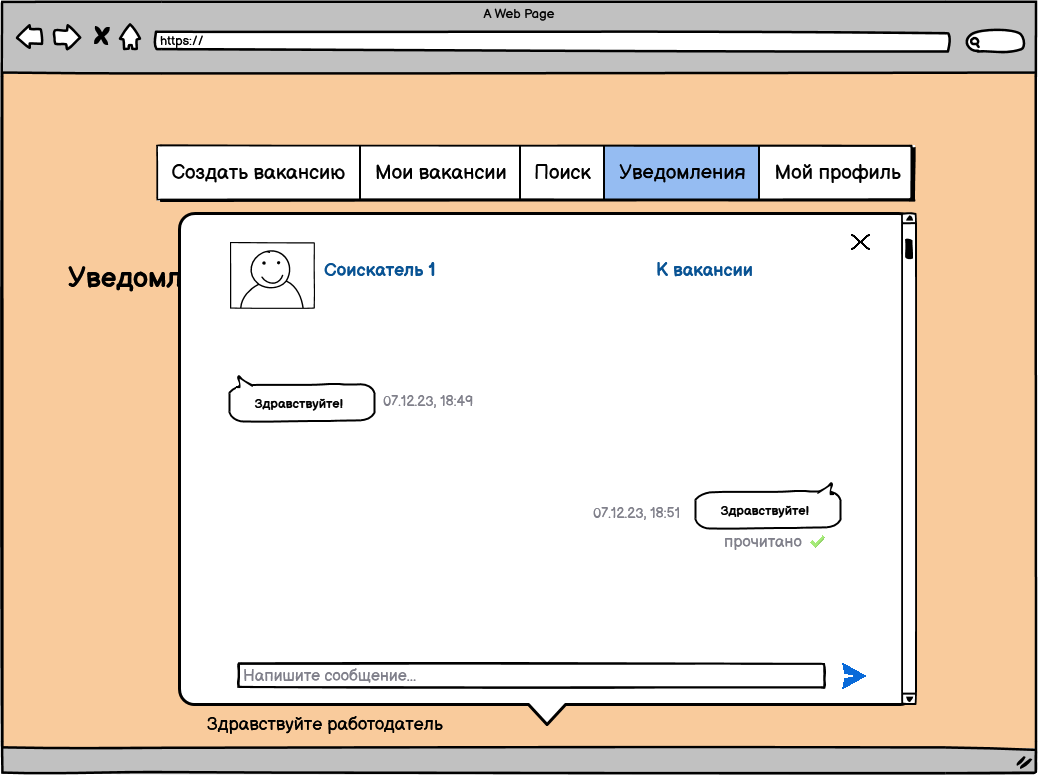 A Web Page
https://
Создать вакансию Мои вакансии Поиск Уведомления Мой профиль
Соискатель 1 К вакансии
Уведомл
Здравствуйте! 07.12.23, 18:49
07.12.23, 18:51 Здравствуйте!
прочитано
Напишите сообщение...
Здравствуйте работодатель